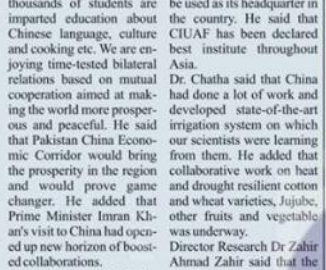 thousands of students are
imparted education about
Chinese language, culture
and cooking etc. We are en-
joying time-tested bilateral
relations based on mutual
cooperation aimed at mak-
ing the world more prosper-
ous and peaceful. He said
that Pakistan China Econo-
mic Corridor would bring
the prosperity in the region
and would prove game
changer. He added that
Prime Minister Imran Kh-
an's visit to China had open-
ed up new horizon of boost-
ed collaborations.
be used as its headquarter in
the country. He said that
CIUAF has been declared
best institute throughout
Asia.
Dr. Chatha said that China
had done a lot of work and
developed state-of-the-art
irrigation system on which
our scientists were learning
from them. He added that
collaborative work on heat
and drought resilient cotton
and wheat varieties, Jujube,
other fruits and vegetable
was underway.
Director Research Dr Zahir
Ahmad Zahir said that the